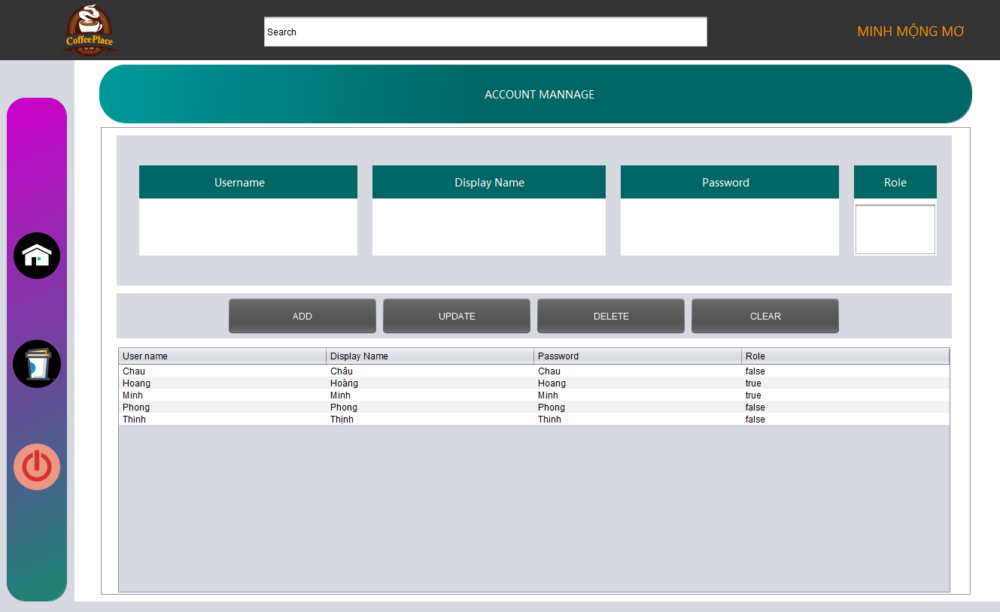 Coffee Place
Search
MINH MỘNG MƠ
ACCOUNT MANNAGE
Username Display Name Password Role
ADD UPDATE DELETE CLEAR
User name Display Name Password Role
Chau Châu Chau false
Hoang Hoàng Hoang true
Minh Minh Minh true
Phong Phong Phong false
Thinh Thịnh Thinh false